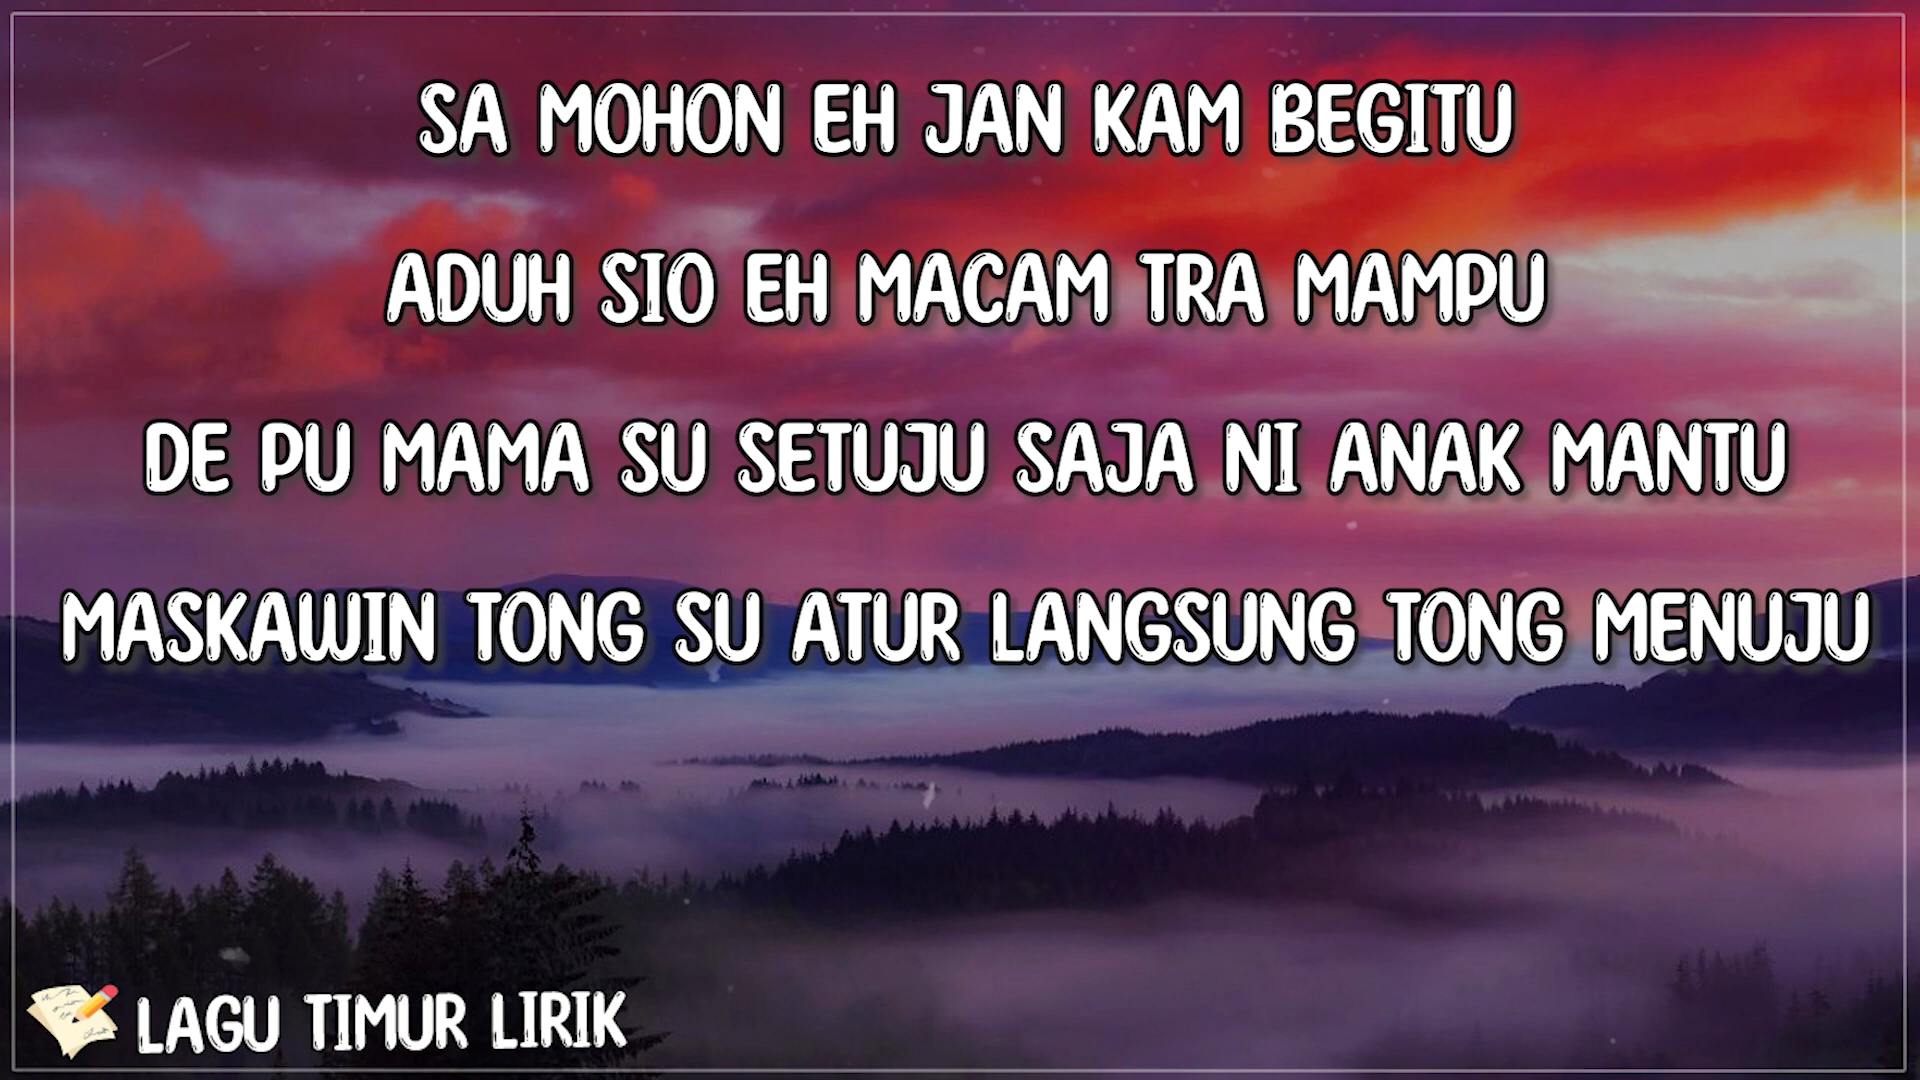 SA MOHON EH JAN KAM BEGITU
ADUH SIO EH MACAM TRA MAMPU
DE PU MAMA SU SETUJU SAJA NI ANAK MANTU
MASKAWIN TONG SU ATUR LANGSUNG TONG MENUJU
LAGU TIMUR LIRIK